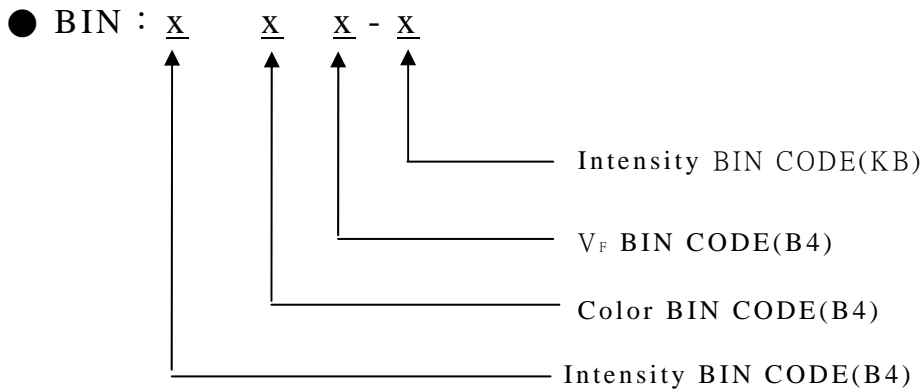 ● BIN : x x x - x
Intensity BIN CODE(KB)
VF BIN CODE(B4)
Color BIN CODE(B4)
Intensity BIN CODE(B4)